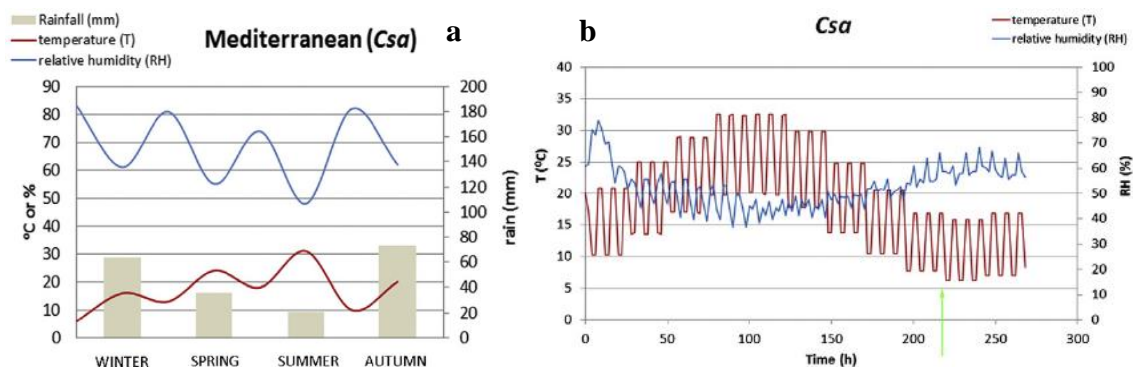 Rainfall (mm)
temperature (T)
relative humidity (RH)
Mediterranean (Csa)
a
90
80
70
60
50
40
30
20
10
0
ºC or %
200
180
160
140
120
100
80
60
40
20
0
rain (mm)
WINTER SPRING SUMMER AUTUMN
b
Csa
temperature (T)
relative humidity (RH)
40
35
30
25
20
15
10
5
0
T (ºC)
100
90
80
70
60
50
40
30
20
10
0
RH (%)
0 50 100 150 200 250 300
Time (h)